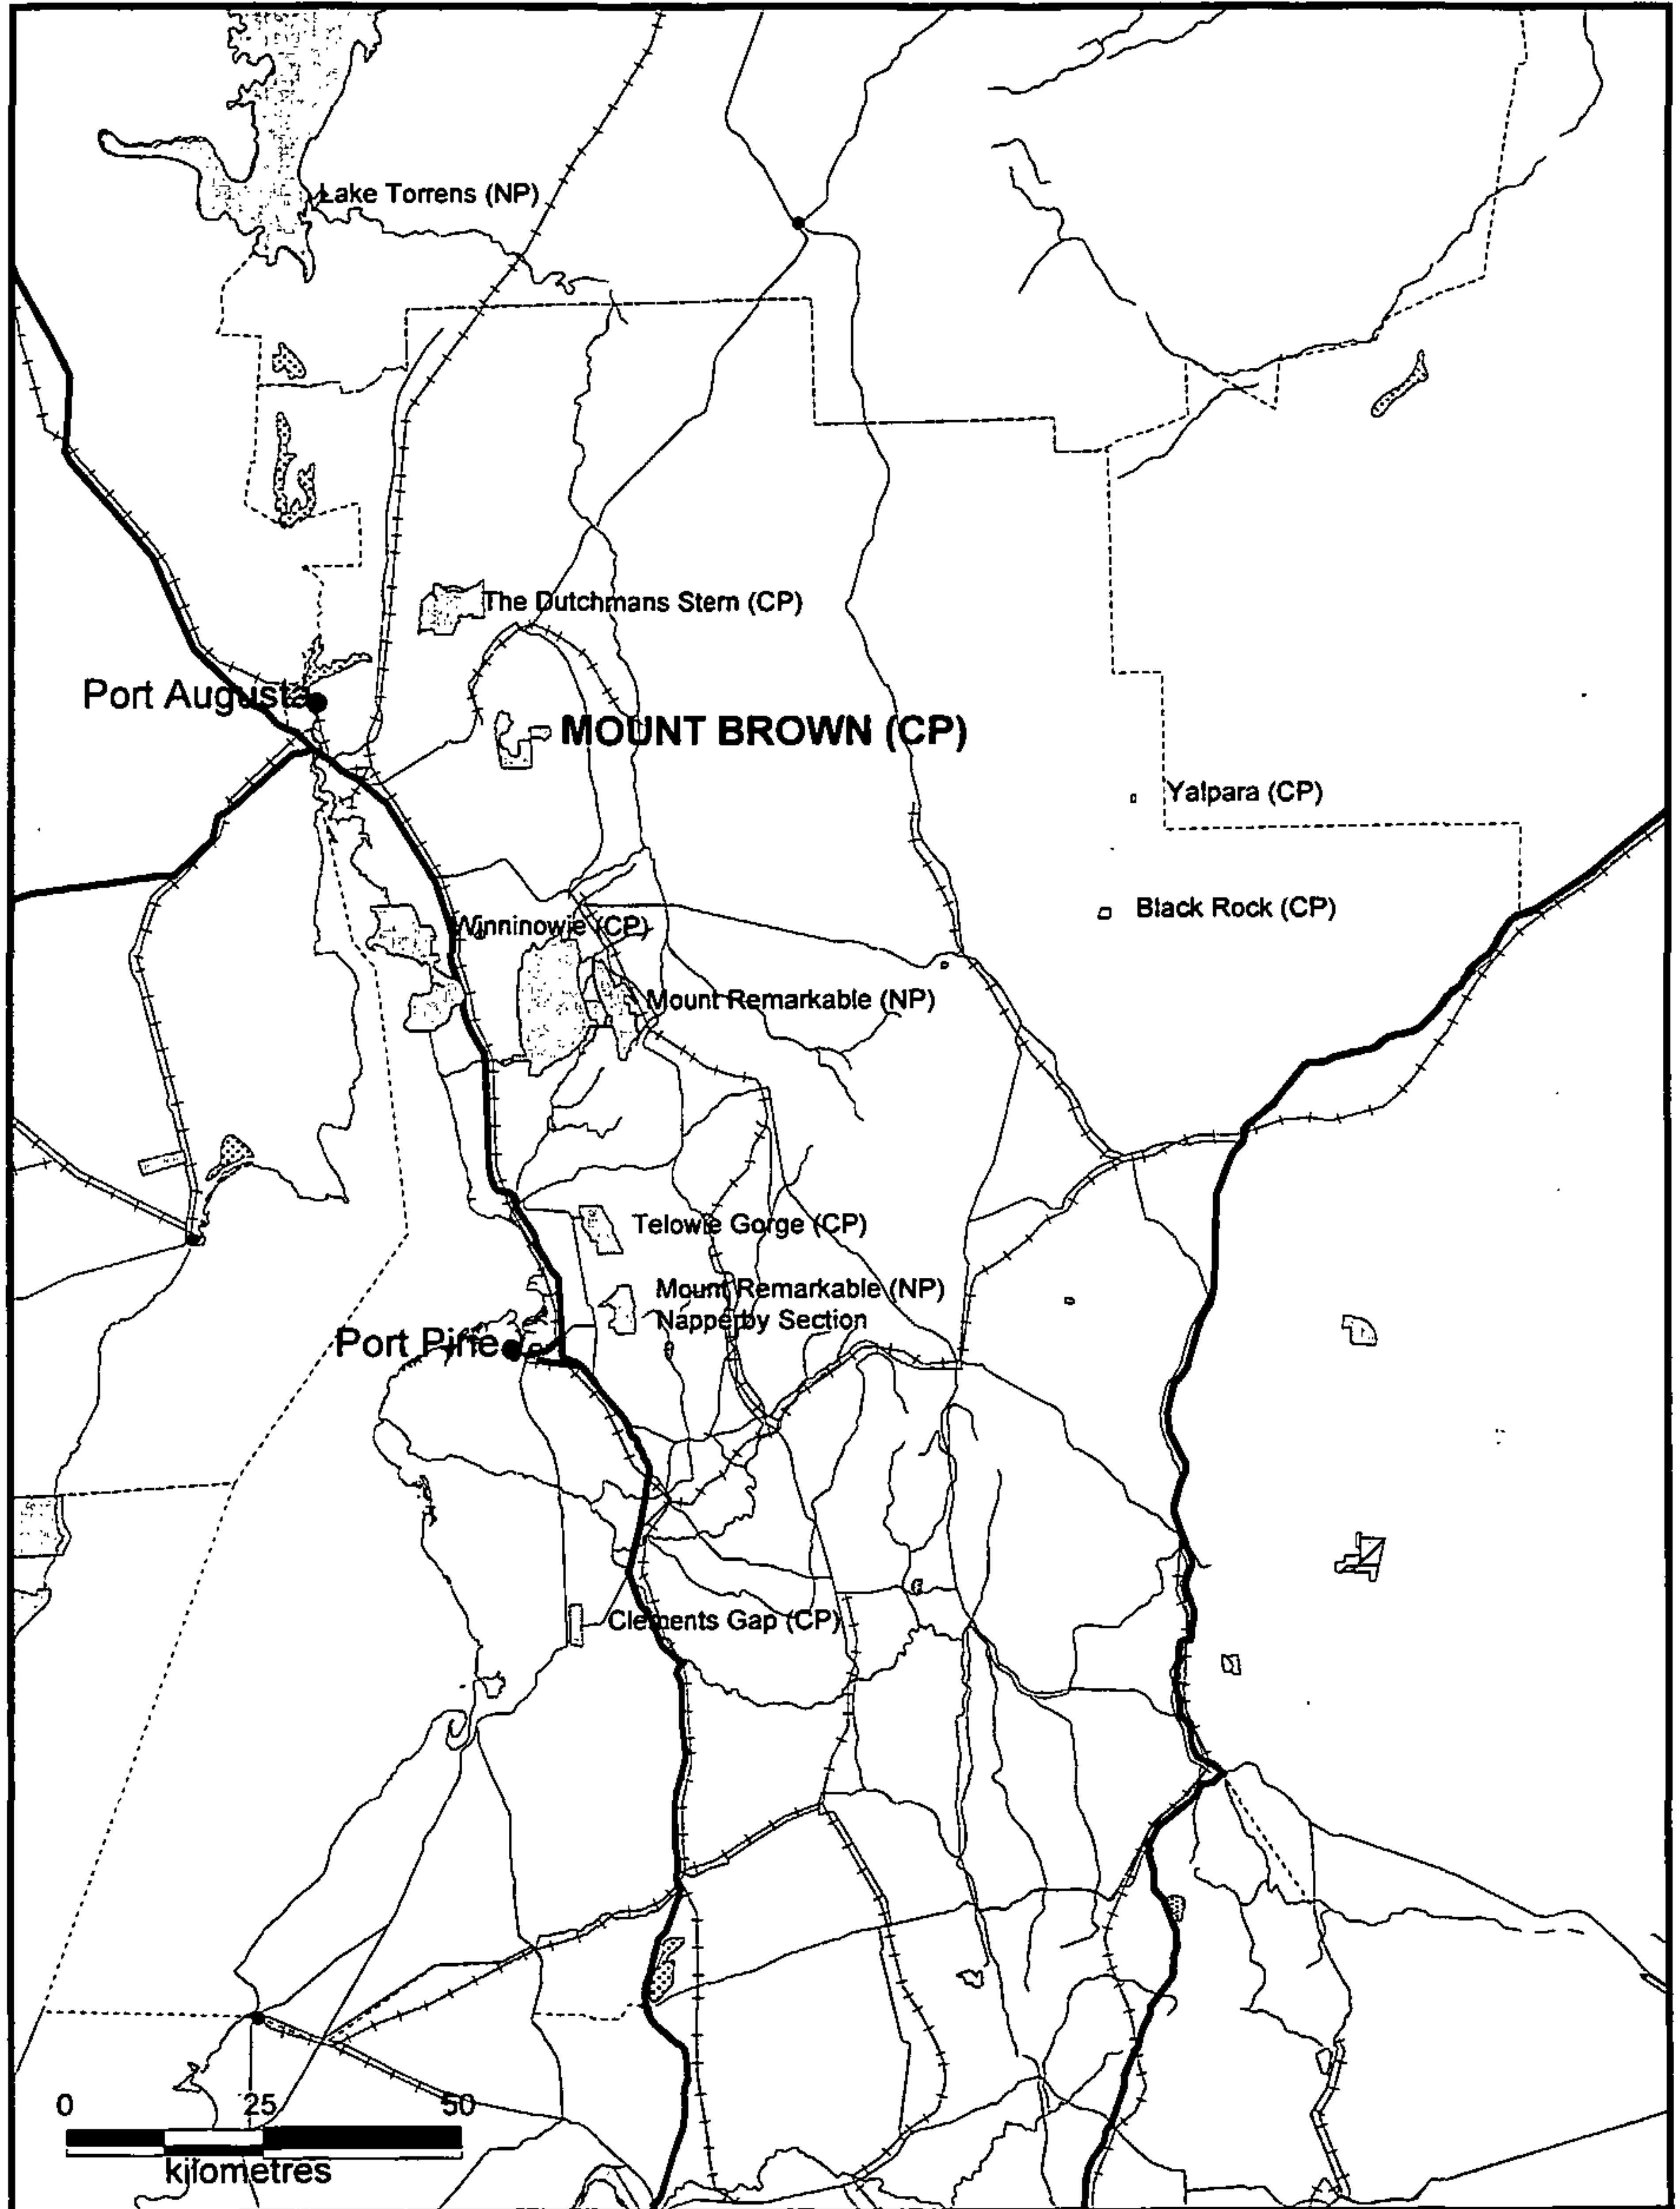 Lake Torrens (NP)
The Dutchmans Stern (CP)
Port Augusta
MOUNT BROWN (CP)
Yalpara (CP)
Black Rock (CP)
Winninowie (CP)
Mount Remarkable (NP)
Telowie Gorge (CP)
Mount Remarkable (NP)
Napperby Section
Port Pirie
Clements Gap (CP)
0 25 50
kilometres